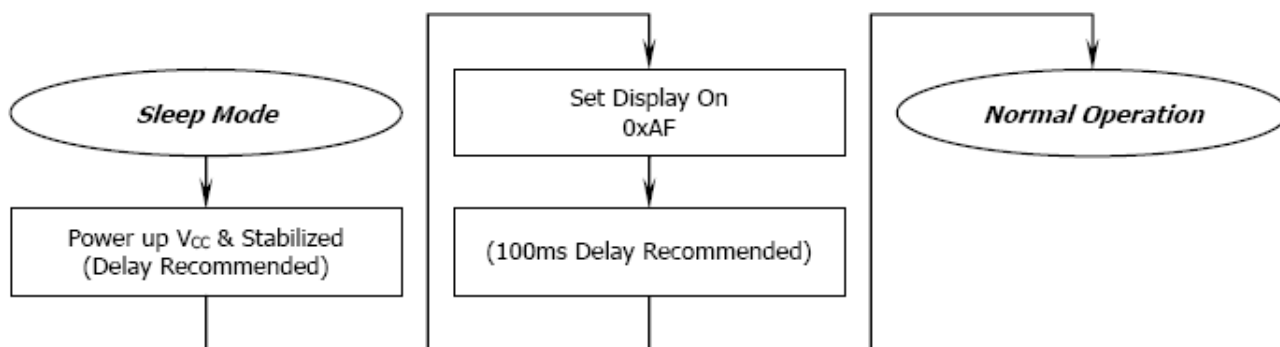 Sleep Mode
Power up VCC & Stabilized
(Delay Recommended)
Set Display On
0xAF
(100ms Delay Recommended)
Normal Operation